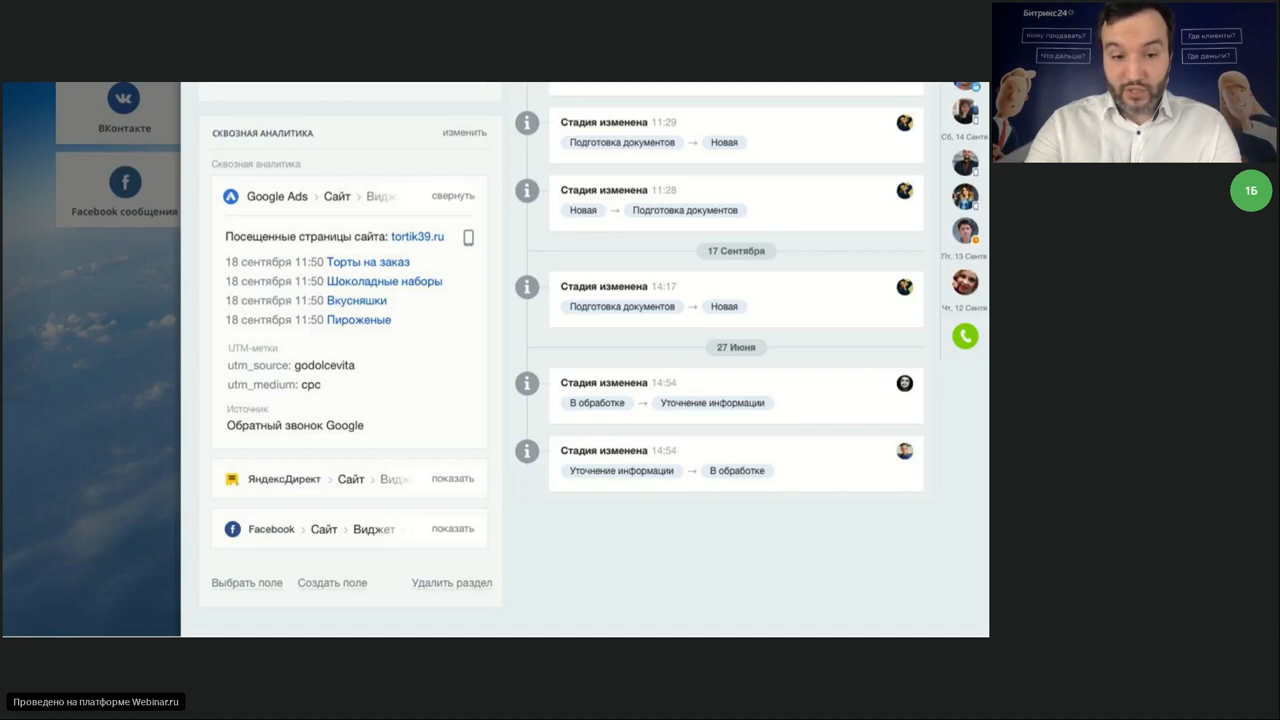 Битрикс24
Кому продавать?
Где клиенты?
Что дальше?
Где деньги?
1Б
ВКонтакте
Facebook сообщения
СКВОЗНАЯ АНАЛИТИКА
изменить
Сквозная аналитика
Google Ads > Сайт > Видж
свернуть
Посещенные страницы сайта: tortik39.ru
18 сентября 11:50 Торты на заказ
18 сентября 11:50 Шоколадные наборы
18 сентября 11:50 Вкусняшки
18 сентября 11:50 Пироженые
UTM-метки
utm_source: godolcevita
utm_medium: cpc
Источник
Обратный звонок Google
ЯндексДирект > Сайт > Видж
показать
Facebook > Сайт > Виджет
показать
Выбрать поле
Создать поле
Удалить раздел
Стадия изменена 11:29
Подготовка документов → Новая
Стадия изменена 11:28
Новая → Подготовка документов
17 Сентября
Стадия изменена 14:17
Подготовка документов → Новая
27 Июня
Стадия изменена 14:54
В обработке → Уточнение информации
Стадия изменена 14:54
Уточнение информации → В обработке
Сб, 14 Сентя
Пт, 13 Сентя
Чт, 12 Сентя
Проведено на платформе Webinar.ru